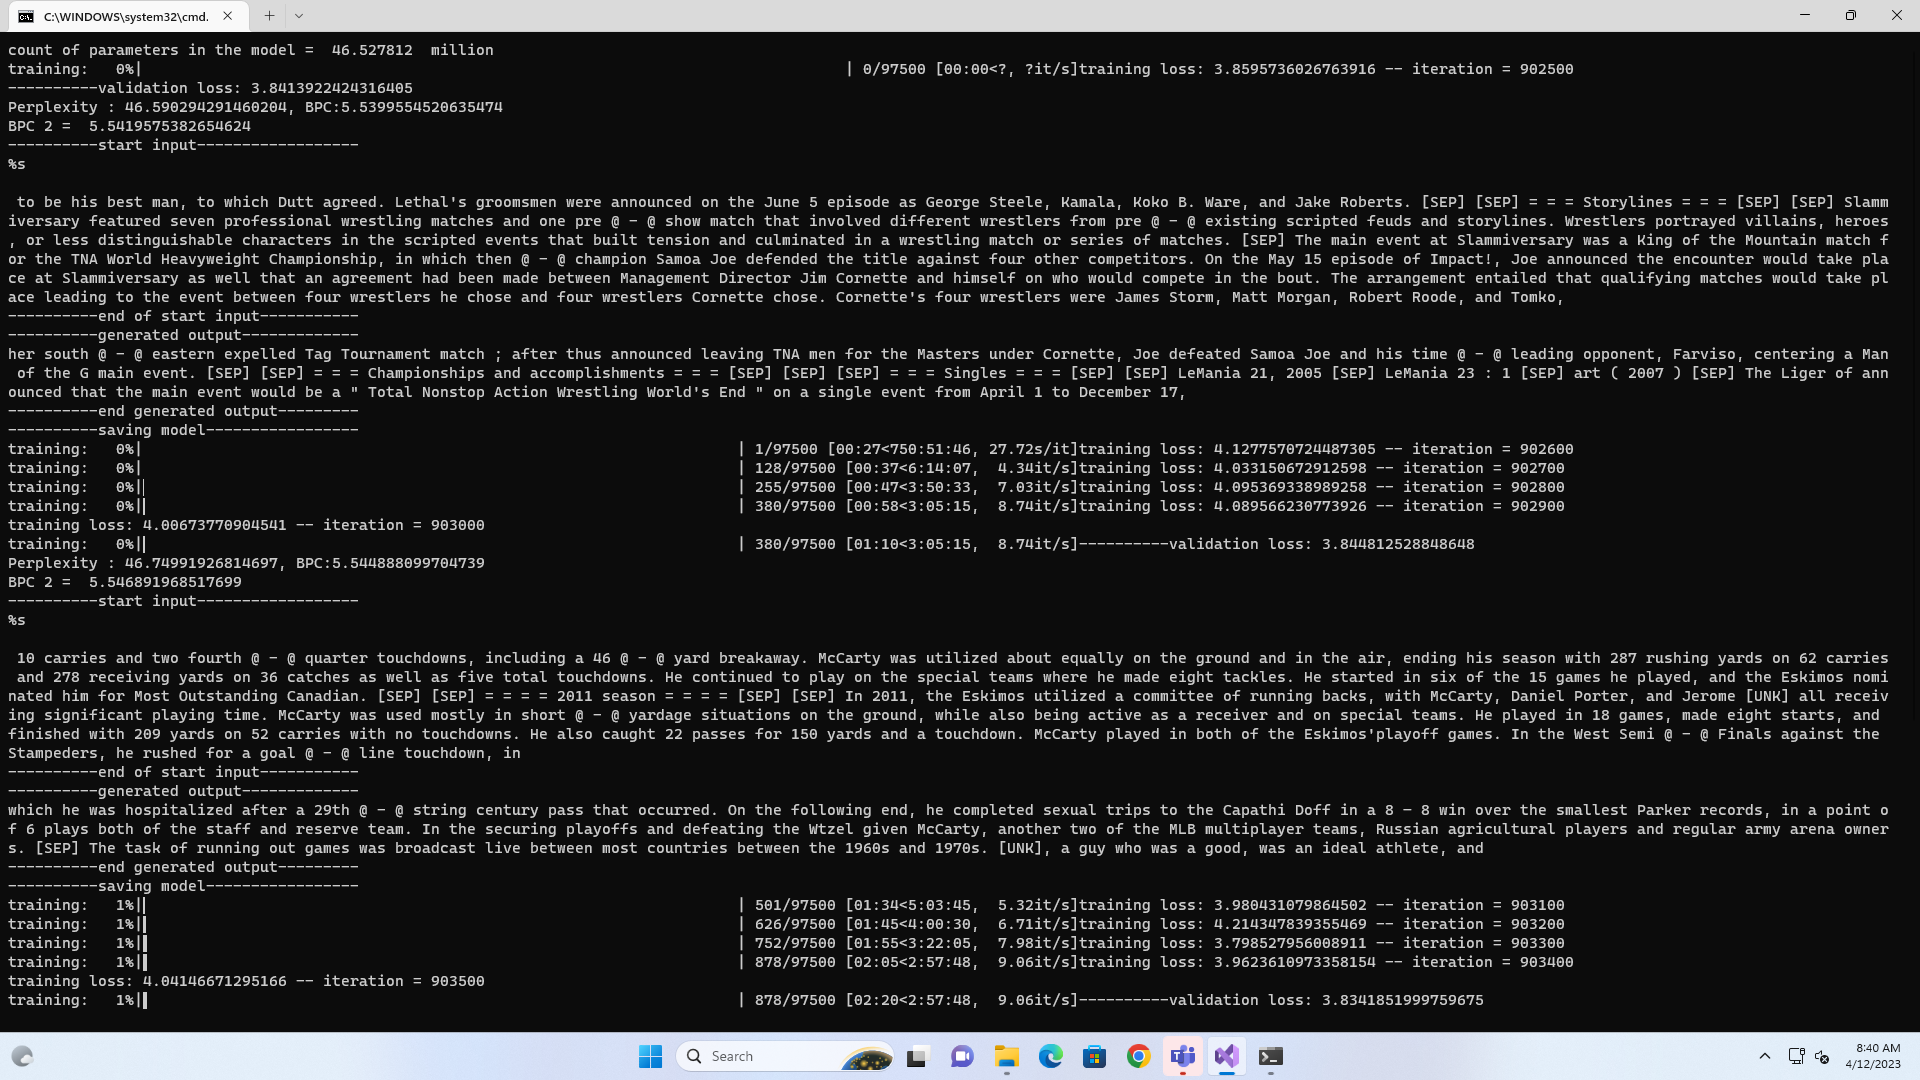 C:\WINDOWS\system32\cmd.
count of parameters in the model =  46.527812  million
training:   0%|          | 0/97500 [00:00<?, ?it/s]training loss: 3.8595736026763916 -- iteration = 902500
----------validation loss: 3.8413922424316405
Perplexity : 46.590294291460204, BPC:5.5399554520635474
BPC 2 =  5.5419575382654624
----------start input------------------
%s
to be his best man, to which Dutt agreed. Lethal's groomsmen were announced on the June 5 episode as George Steele, Kamala, Koko B. Ware, and Jake Roberts. [SEP] [SEP] = = = Storylines = = = [SEP] [SEP] Slamm
iversary featured seven professional wrestling matches and one pre @ - @ show match that involved different wrestlers from pre @ - @ existing scripted feuds and storylines. Wrestlers portrayed villains, heroes
, or less distinguishable characters in the scripted events that built tension and culminated in a wrestling match or series of matches. [SEP] The main event at Slammiversary was a King of the Mountain match f
or the TNA World Heavyweight Championship, in which then @ - @ champion Samoa Joe defended the title against four other competitors. On the May 15 episode of Impact!, Joe announced the encounter would take pla
ce at Slammiversary as well that an agreement had been made between Management Director Jim Cornette and himself on who would compete in the bout. The arrangement entailed that qualifying matches would take pl
ace leading to the event between four wrestlers he chose and four wrestlers Cornette chose. Cornette's four wrestlers were James Storm, Matt Morgan, Robert Roode, and Tomko,
----------end of start input-----------
----------generated output-------------
her south @ - @ eastern expelled Tag Tournament match ; after thus announced leaving TNA men for the Masters under Cornette, Joe defeated Samoa Joe and his time @ - @ leading opponent, Farviso, centering a Man
of the G main event. [SEP] [SEP] = = = Championships and accomplishments = = = [SEP] [SEP] [SEP] = = = Singles = = = [SEP] [SEP] LeMania 21, 2005 [SEP] LeMania 23 : 1 [SEP] art ( 2007 ) [SEP] The Liger of ann
ounced that the main event would be a " Total Nonstop Action Wrestling World's End " on a single event from April 1 to December 17,
----------end generated output---------
----------saving model-----------------
training:   0%|          | 1/97500 [00:27<750:51:46, 27.72s/it]training loss: 4.1277570724487305 -- iteration = 902600
training:   0%|          | 128/97500 [00:37<6:14:07,  4.34it/s]training loss: 4.033150672912598 -- iteration = 902700
training:   0%|          | 255/97500 [00:47<3:50:33,  7.03it/s]training loss: 4.095369338989258 -- iteration = 902800
training:   0%|          | 380/97500 [00:58<3:05:15,  8.74it/s]training loss: 4.089566230773926 -- iteration = 902900
training loss: 4.00673770904541 -- iteration = 903000
training:   0%|          | 380/97500 [01:10<3:05:15,  8.74it/s]----------validation loss: 3.844812528848648
Perplexity : 46.74991926814697, BPC:5.544888099704739
BPC 2 =  5.546891968517699
----------start input------------------
%s
10 carries and two fourth @ - @ quarter touchdowns, including a 46 @ - @ yard breakaway. McCarty was utilized about equally on the ground and in the air, ending his season with 287 rushing yards on 62 carries
and 278 receiving yards on 36 catches as well as five total touchdowns. He continued to play on the special teams where he made eight tackles. He started in six of the 15 games he played, and the Eskimos nomi
nated him for Most Outstanding Canadian. [SEP] [SEP] = = = = 2011 season = = = = [SEP] [SEP] In 2011, the Eskimos utilized a committee of running backs, with McCarty, Daniel Porter, and Jerome [UNK] all receiv
ing significant playing time. McCarty was used mostly in short @ - @ yardage situations on the ground, while also being active as a receiver and on special teams. He played in 18 games, made eight starts, and
finished with 209 yards on 52 carries with no touchdowns. He also caught 22 passes for 150 yards and a touchdown. McCarty played in both of the Eskimos'playoff games. In the West Semi @ - @ Finals against the
Stampeders, he rushed for a goal @ - @ line touchdown, in
----------end of start input-----------
----------generated output-------------
which he was hospitalized after a 29th @ - @ string century pass that occurred. On the following end, he completed sexual trips to the Capathi Doff in a 8 - 8 win over the smallest Parker records, in a point o
f 6 plays both of the staff and reserve team. In the securing playoffs and defeating the Wtzel given McCarty, another two of the MLB multiplayer teams, Russian agricultural players and regular army arena owner
s. [SEP] The task of running out games was broadcast live between most countries between the 1960s and 1970s. [UNK], a guy who was a good, was an ideal athlete, and
----------end generated output---------
----------saving model-----------------
training:   1%|          | 501/97500 [01:34<5:03:45,  5.32it/s]training loss: 3.980431079864502 -- iteration = 903100
training:   1%|          | 626/97500 [01:45<4:00:30,  6.71it/s]training loss: 4.214347839355469 -- iteration = 903200
training:   1%|          | 752/97500 [01:55<3:22:05,  7.98it/s]training loss: 3.798527956008911 -- iteration = 903300
training:   1%|          | 878/97500 [02:05<2:57:48,  9.06it/s]training loss: 3.9623610973358154 -- iteration = 903400
training loss: 4.04146671295166 -- iteration = 903500
training:   1%|          | 878/97500 [02:20<2:57:48,  9.06it/s]----------validation loss: 3.8341851999759675
Search
8:40 AM
4/12/2023